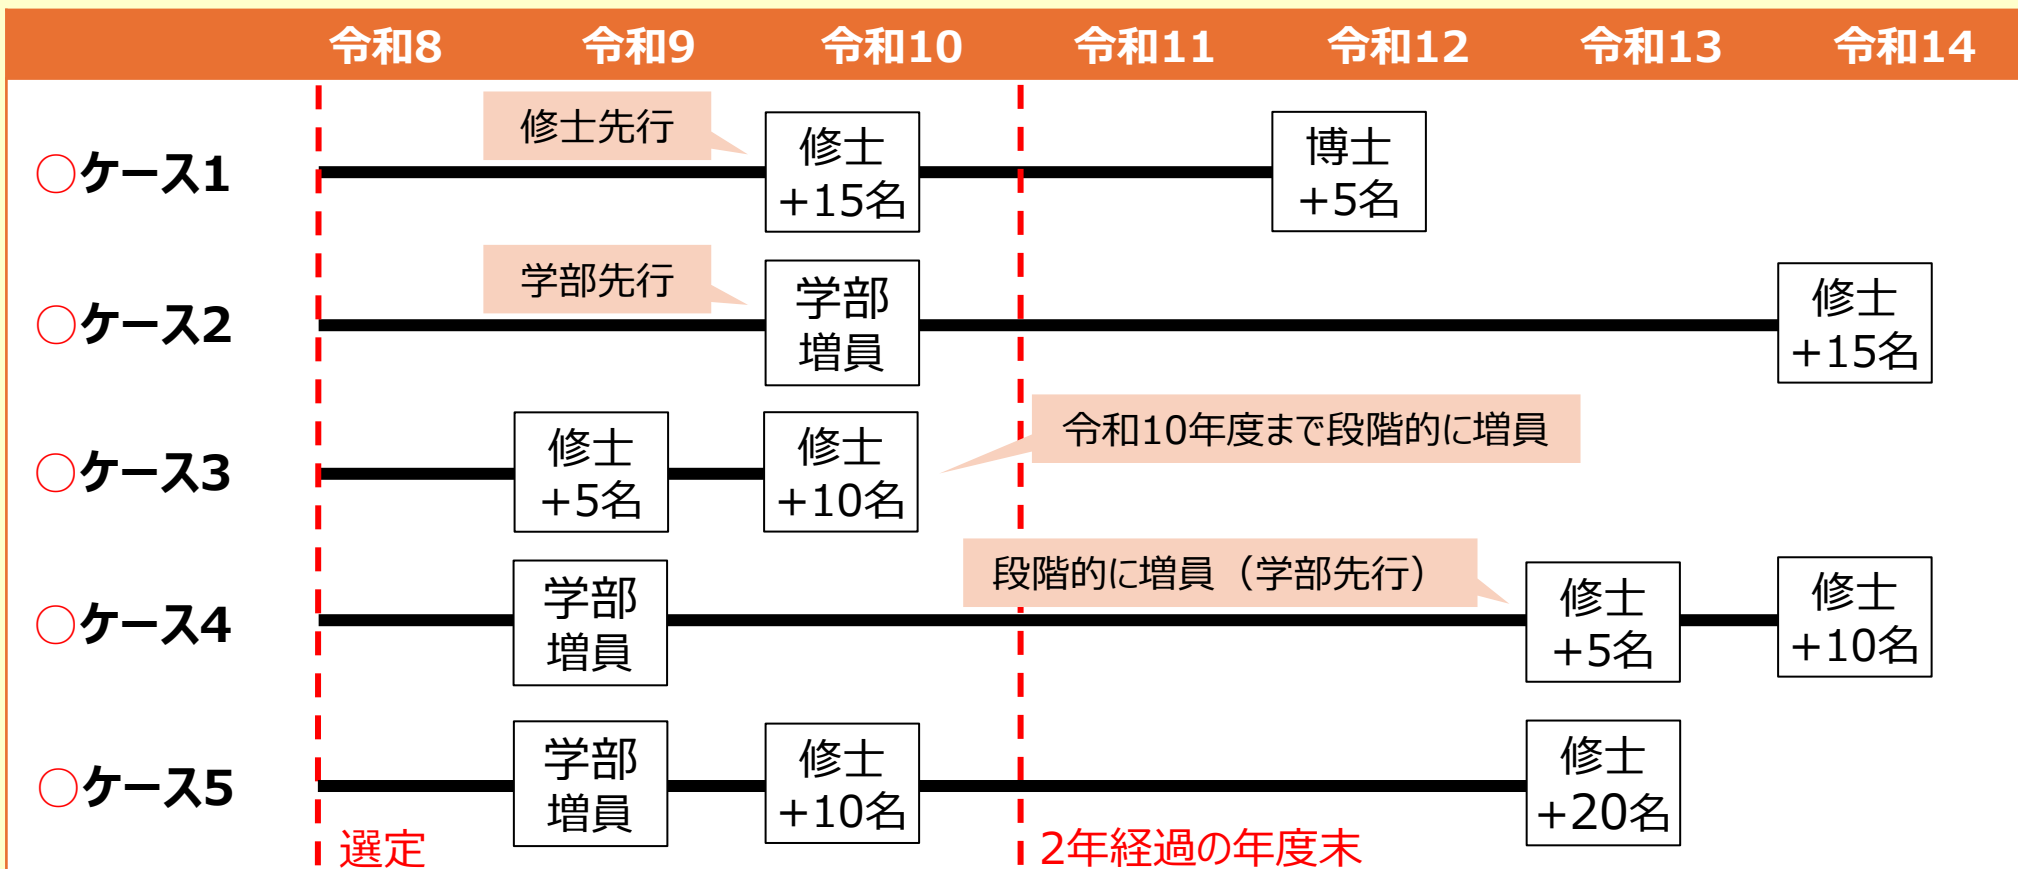 令和8 令和9 令和10 令和11 令和12 令和13 令和14
○ケース1
修士先行
修士
+15名
博士
+5名
○ケース2
学部先行
学部
増員
修士
+15名
○ケース3
修士
+5名
修士
+10名
令和10年度まで段階的に増員
○ケース4
学部
増員
段階的に増員（学部先行）
修士
+5名
修士
+10名
○ケース5
学部
増員
修士
+10名
修士
+20名
選定
2年経過の年度末